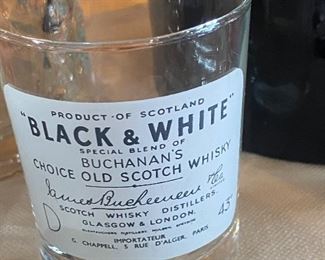 PRODUCT·OF SCOTLAND
"BLACK & WHITE"
SPECIAL BLEND OF
BUCHANAN'S
CHOICE OLD SCOTCH WHISKY
James Buchanan & Co
SCOTCH WHISKY DISTILLERS.
GLASGOW & LONDON. 43°
IMPORTATEUR
G. CHAPPELL, 5 RUE D'ALGER, PARIS